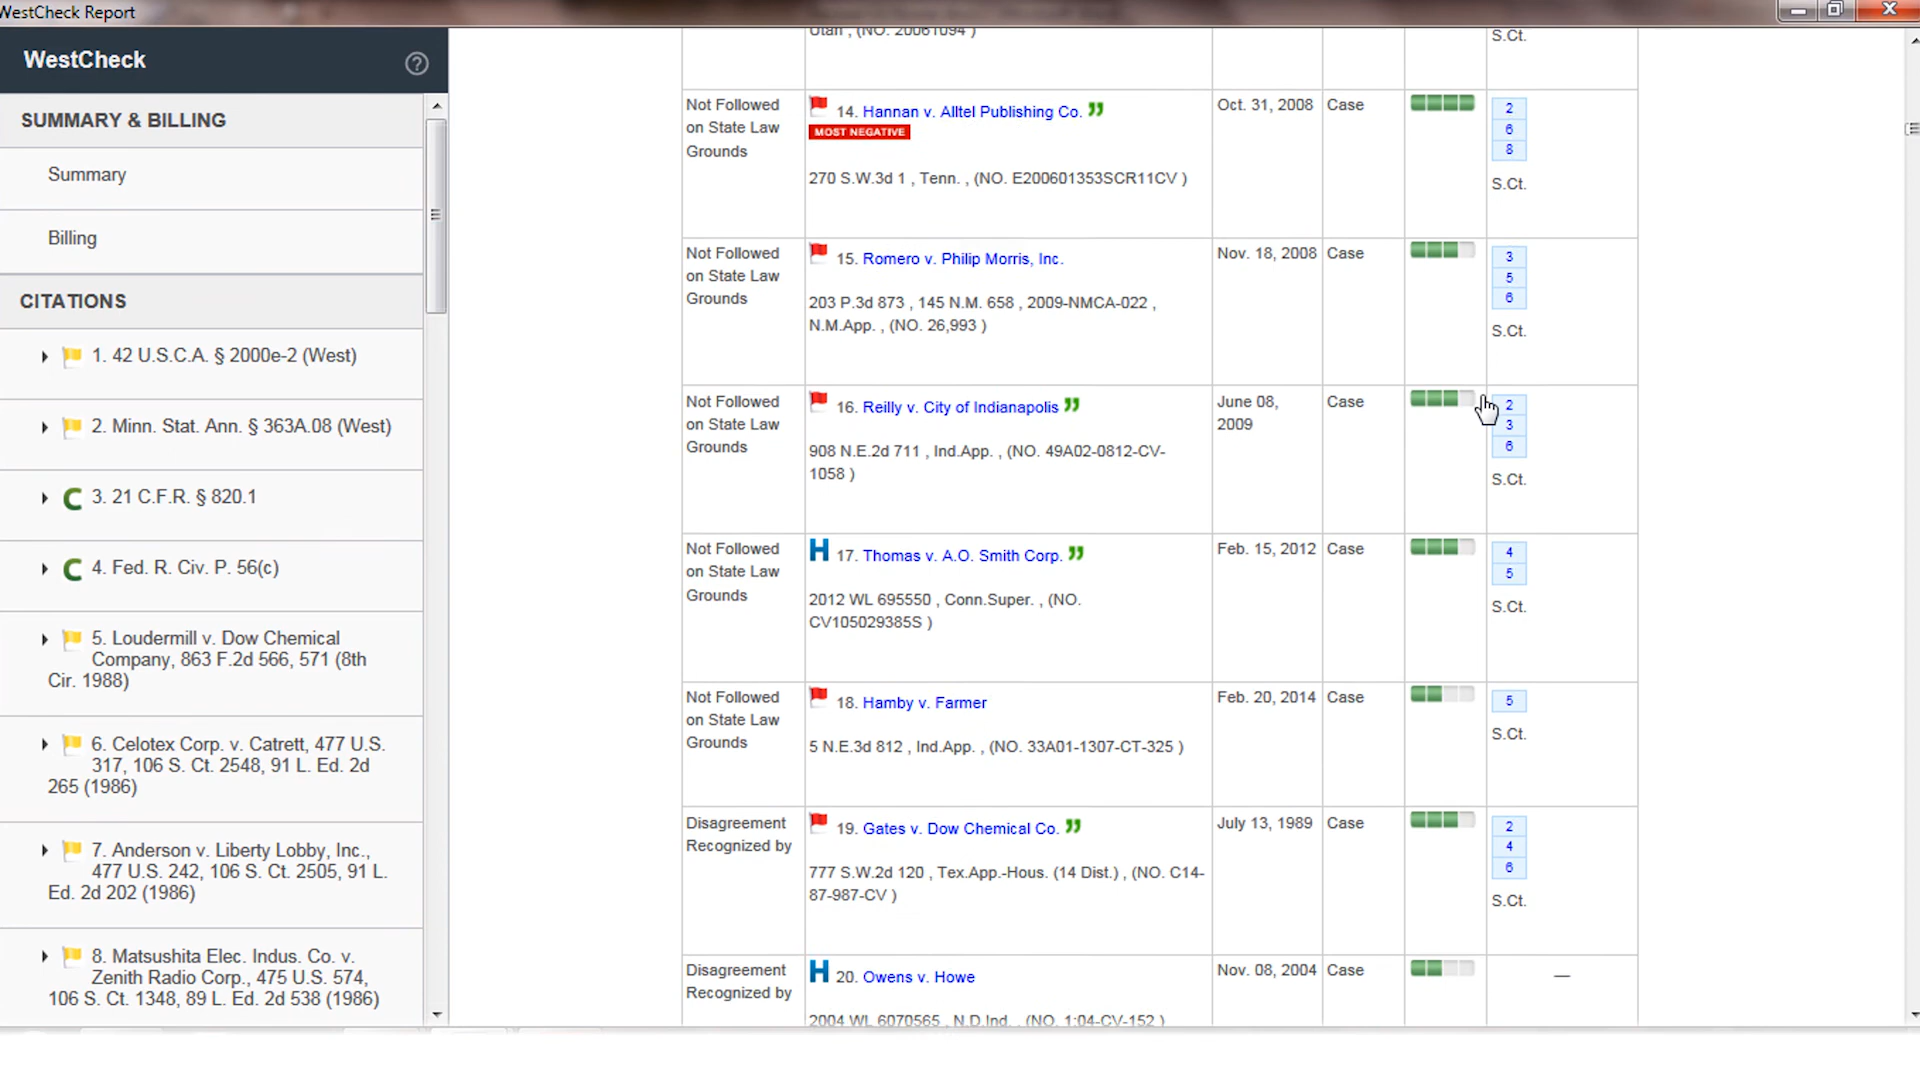 WestCheck Report
WestCheck
?
SUMMARY & BILLING
Summary
Billing
CITATIONS
1. 42 U.S.C.A. § 2000e-2 (West)
2. Minn. Stat. Ann. § 363A.08 (West)
C 3. 21 C.F.R. § 820.1
C 4. Fed. R. Civ. P. 56(c)
5. Loudermill v. Dow Chemical
Company, 863 F.2d 566, 571 (8th
Cir. 1988)
6. Celotex Corp. v. Catrett, 477 U.S.
317, 106 S. Ct. 2548, 91 L. Ed. 2d
265 (1986)
7. Anderson v. Liberty Lobby, Inc.,
477 U.S. 242, 106 S. Ct. 2505, 91 L.
Ed. 2d 202 (1986)
8. Matsushita Elec. Indus. Co. v.
Zenith Radio Corp., 475 U.S. 574,
106 S. Ct. 1348, 89 L. Ed. 2d 538 (1986)
Utah , (NO. 20061094 )
S.Ct.
Not Followed
on State Law
Grounds
14. Hannan v. Alltel Publishing Co.
MOST NEGATIVE
270 S.W.3d 1 , Tenn. , (NO. E200601353SCR11CV )
Oct. 31, 2008
Case
2
6
8
S.Ct.
Not Followed
on State Law
Grounds
15. Romero v. Philip Morris, Inc.
203 P.3d 873 , 145 N.M. 658 , 2009-NMCA-022 ,
N.M.App. , (NO. 26,993 )
Nov. 18, 2008
Case
3
5
6
S.Ct.
Not Followed
on State Law
Grounds
16. Reilly v. City of Indianapolis
908 N.E.2d 711 , Ind.App. , (NO. 49A02-0812-CV-
1058 )
June 08,
2009
Case
2
3
6
S.Ct.
Not Followed
on State Law
Grounds
H 17. Thomas v. A.O. Smith Corp.
2012 WL 695550 , Conn.Super. , (NO.
CV105029385S )
Feb. 15, 2012
Case
4
5
S.Ct.
Not Followed
on State Law
Grounds
18. Hamby v. Farmer
5 N.E.3d 812 , Ind.App. , (NO. 33A01-1307-CT-325 )
Feb. 20, 2014
Case
5
S.Ct.
Disagreement
Recognized by
19. Gates v. Dow Chemical Co.
777 S.W.2d 120 , Tex.App.-Hous. (14 Dist.) , (NO. C14-
87-987-CV )
July 13, 1989
Case
2
4
6
S.Ct.
Disagreement
Recognized by
H 20. Owens v. Howe
2004 WL 6070565 , N.D.Ind. , (NO. 1:04-CV-152 )
Nov. 08, 2004
Case
—